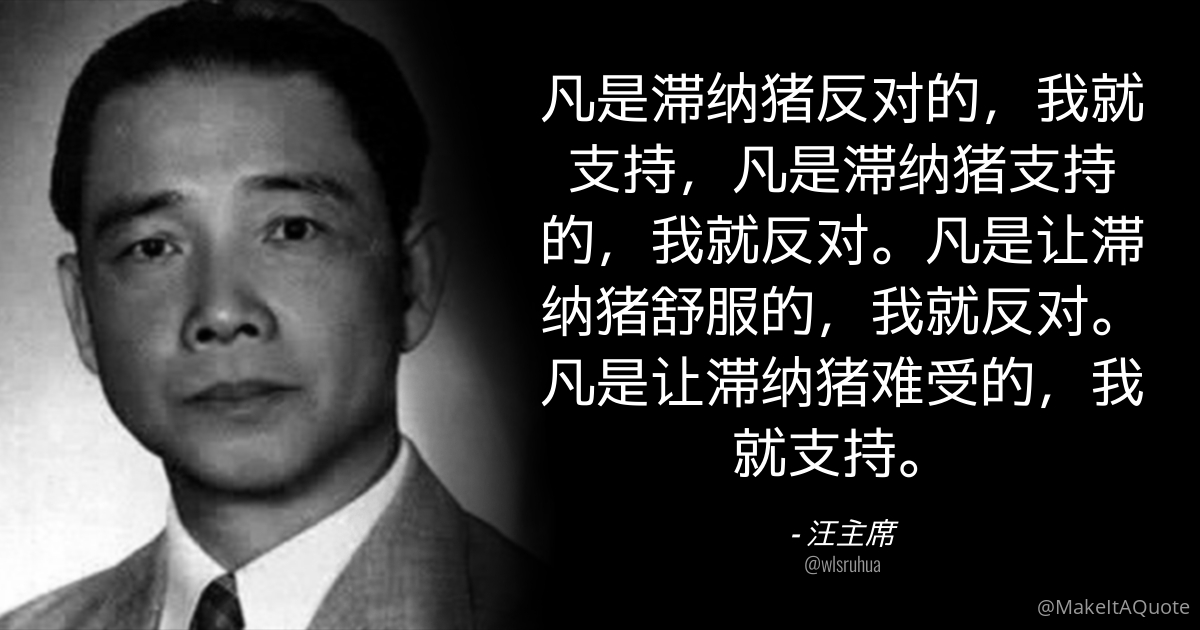 凡是滞纳猪反对的，我就
支持，凡是滞纳猪支持
的，我就反对。凡是让滞
纳猪舒服的，我就反对。
凡是让滞纳猪难受的，我
就支持。
- 汪主席
@wlsruhua
@MakeItAQuote